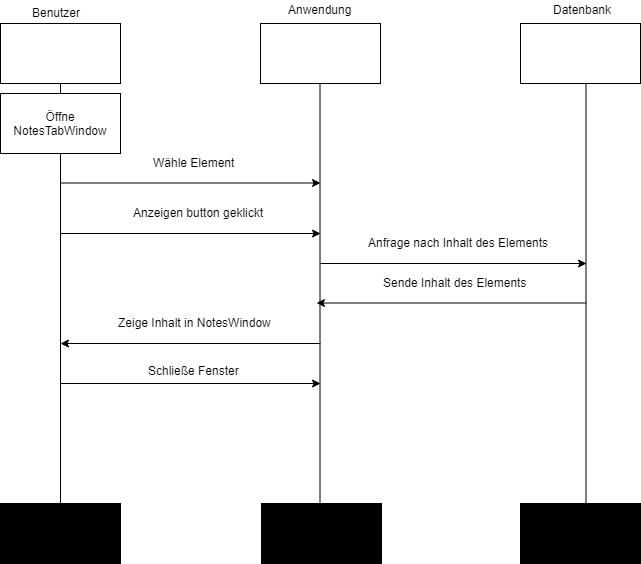 Benutzer
Anwendung
Datenbank
Öffne
NotesTabWindow
Wähle Element
Anzeigen button geklickt
Anfrage nach Inhalt des Elements
Sende Inhalt des Elements
Zeige Inhalt in NotesWindow
Schließe Fenster